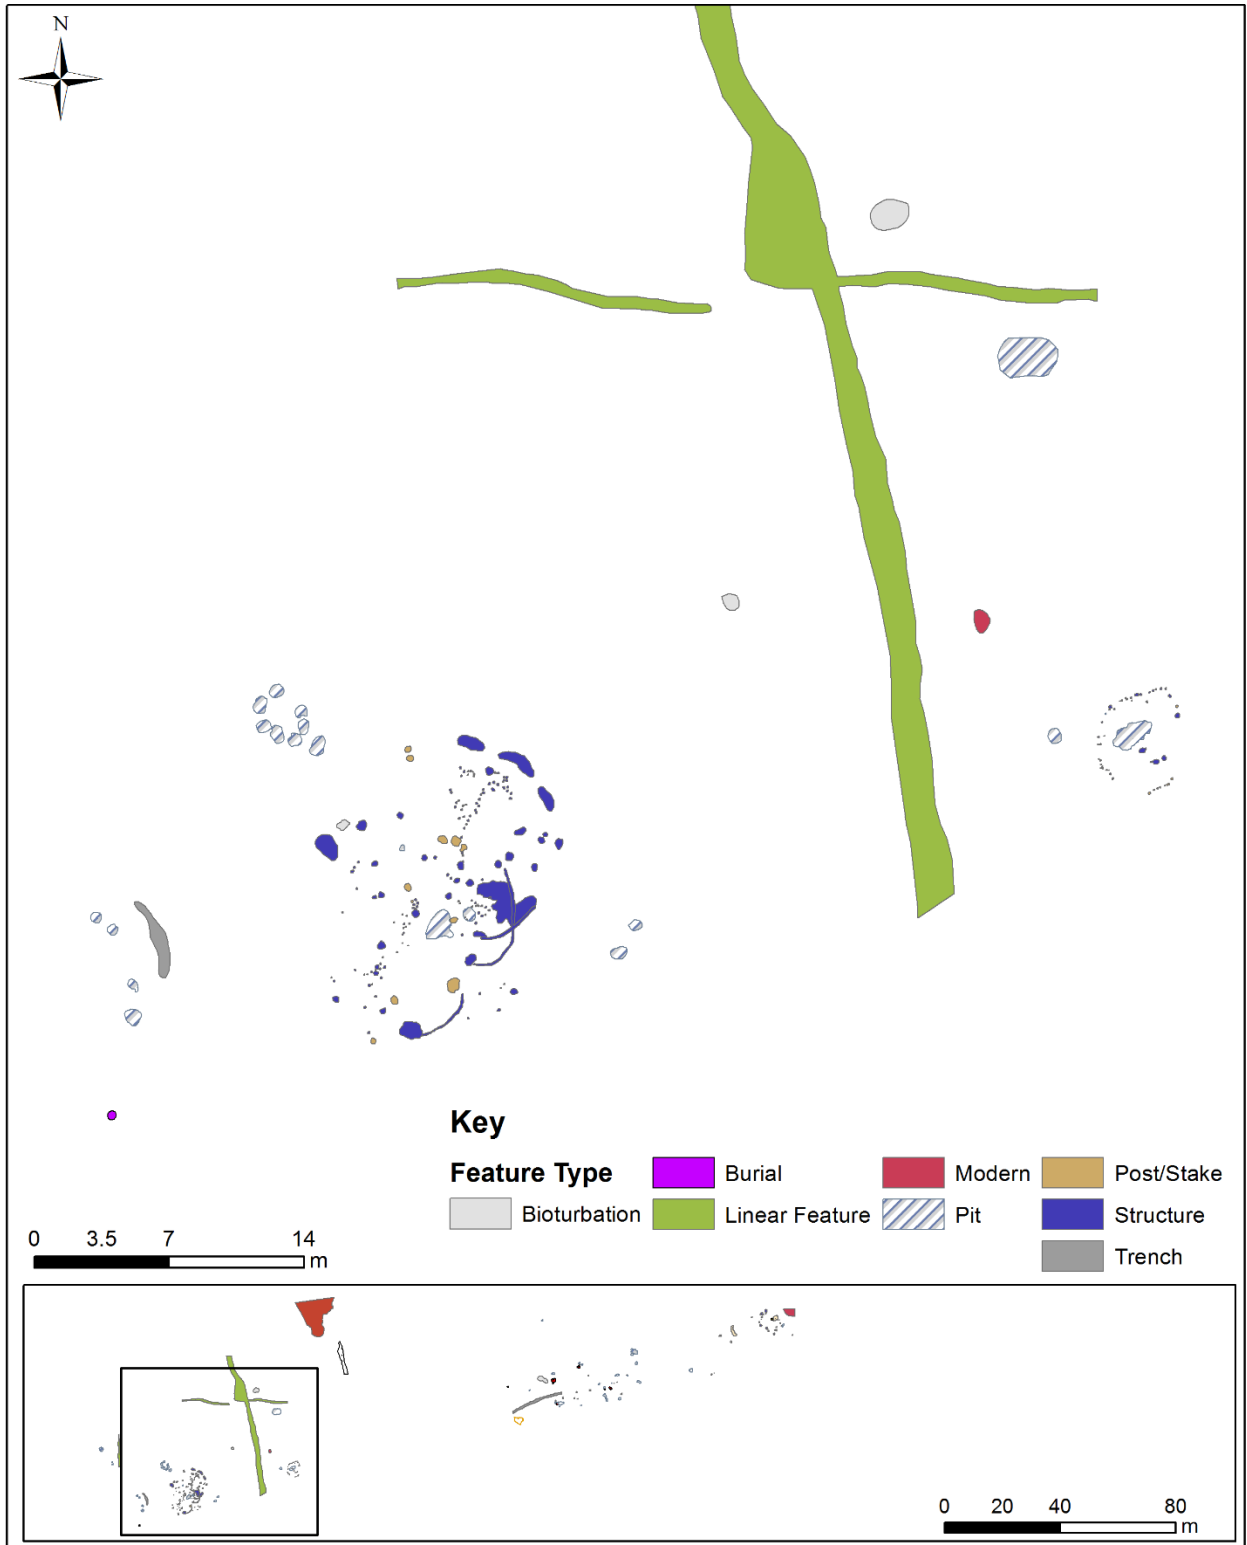 N
Key
Feature Type
Burial
Modern
Post/Stake
Bioturbation
Linear Feature
Pit
Structure
Trench
0 3.5 7 14
m
0 20 40 80
m